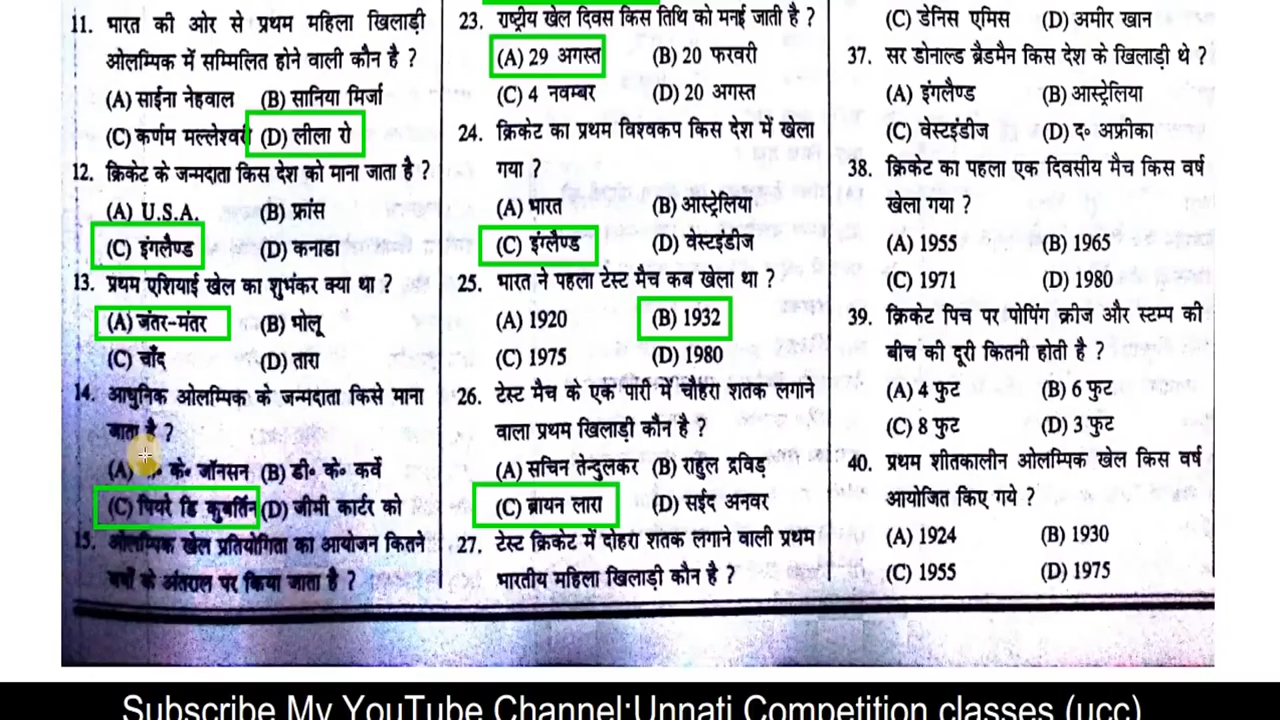 11. भारत की ओर से प्रथम महिला खिलाड़ी
ओलम्पिक में सम्मिलित होने वाली कौन है ?
(A) साईना नेहवाल (B) सानिया मिर्जा
(C) कर्णम मल्लेश्वरी (D) लीला रो
12. क्रिकेट के जन्मदाता किस देश को माना जाता है ?
(A) U.S.A. (B) फ्रांस
(C) इंगलैण्ड (D) कनाडा
13. प्रथम एशियाई खेल का शुभंकर क्या था ?
(A) जंतर-मंतर (B) भोलू
(C) चाँद (D) तारा
14. आधुनिक ओलम्पिक के जन्मदाता किसे माना
जाता है ?
(A) के॰ जॉनसन (B) डी॰ के॰ कर्वे
(C) पियरे डि कुबर्तिन (D) जीमी कार्टर को
15. ओलम्पिक खेल प्रतियोगिता का आयोजन कितने
वर्षों के अंतराल पर किया जाता है ?
23. राष्ट्रीय खेल दिवस किस तिथि को मनाई जाती है ?
(A) 29 अगस्त (B) 20 फरवरी
(C) 4 नवम्बर (D) 20 अगस्त
24. क्रिकेट का प्रथम विश्वकप किस देश में खेला
गया ?
(A) भारत (B) आस्ट्रेलिया
(C) इंग्लैण्ड (D) वेस्टइंडीज
25. भारत ने पहला टेस्ट मैच कब खेला था ?
(A) 1920 (B) 1932
(C) 1975 (D) 1980
26. टेस्ट मैच के एक पारी में चौहरा शतक लगाने
वाला प्रथम खिलाड़ी कौन है ?
(A) सचिन तेन्दुलकर (B) राहुल द्रविड़
(C) ब्रायन लारा (D) सईद अनवर
27. टेस्ट क्रिकेट में दोहरा शतक लगाने वाली प्रथम
भारतीय महिला खिलाड़ी कौन है ?
(C) डेनिस एमिस (D) अमीर खान
37. सर डोनाल्ड ब्रैडमैन किस देश के खिलाड़ी थे ?
(A) इंगलैण्ड (B) आस्ट्रेलिया
(C) वेस्टइंडीज (D) द॰ अफ्रीका
38. क्रिकेट का पहला एक दिवसीय मैच किस वर्ष
खेला गया ?
(A) 1955 (B) 1965
(C) 1971 (D) 1980
39. क्रिकेट पिच पर पोपिंग क्रीज और स्टम्प की
बीच की दूरी कितनी होती है ?
(A) 4 फुट (B) 6 फुट
(C) 8 फुट (D) 3 फुट
40. प्रथम शीतकालीन ओलम्पिक खेल किस वर्ष
आयोजित किए गये ?
(A) 1924 (B) 1930
(C) 1955 (D) 1975
Subscribe My YouTube Channel:Unnati Competition classes (ucc)